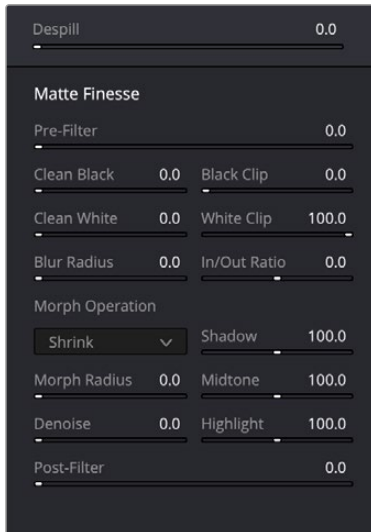 Despill 0.0
Matte Finesse
Pre-Filter 0.0
Clean Black 0.0 Black Clip 0.0
Clean White 0.0 White Clip 100.0
Blur Radius 0.0 In/Out Ratio 0.0
Morph Operation
Shrink Shadow 100.0
Morph Radius 0.0 Midtone 100.0
Denoise 0.0 Highlight 100.0
Post-Filter 0.0